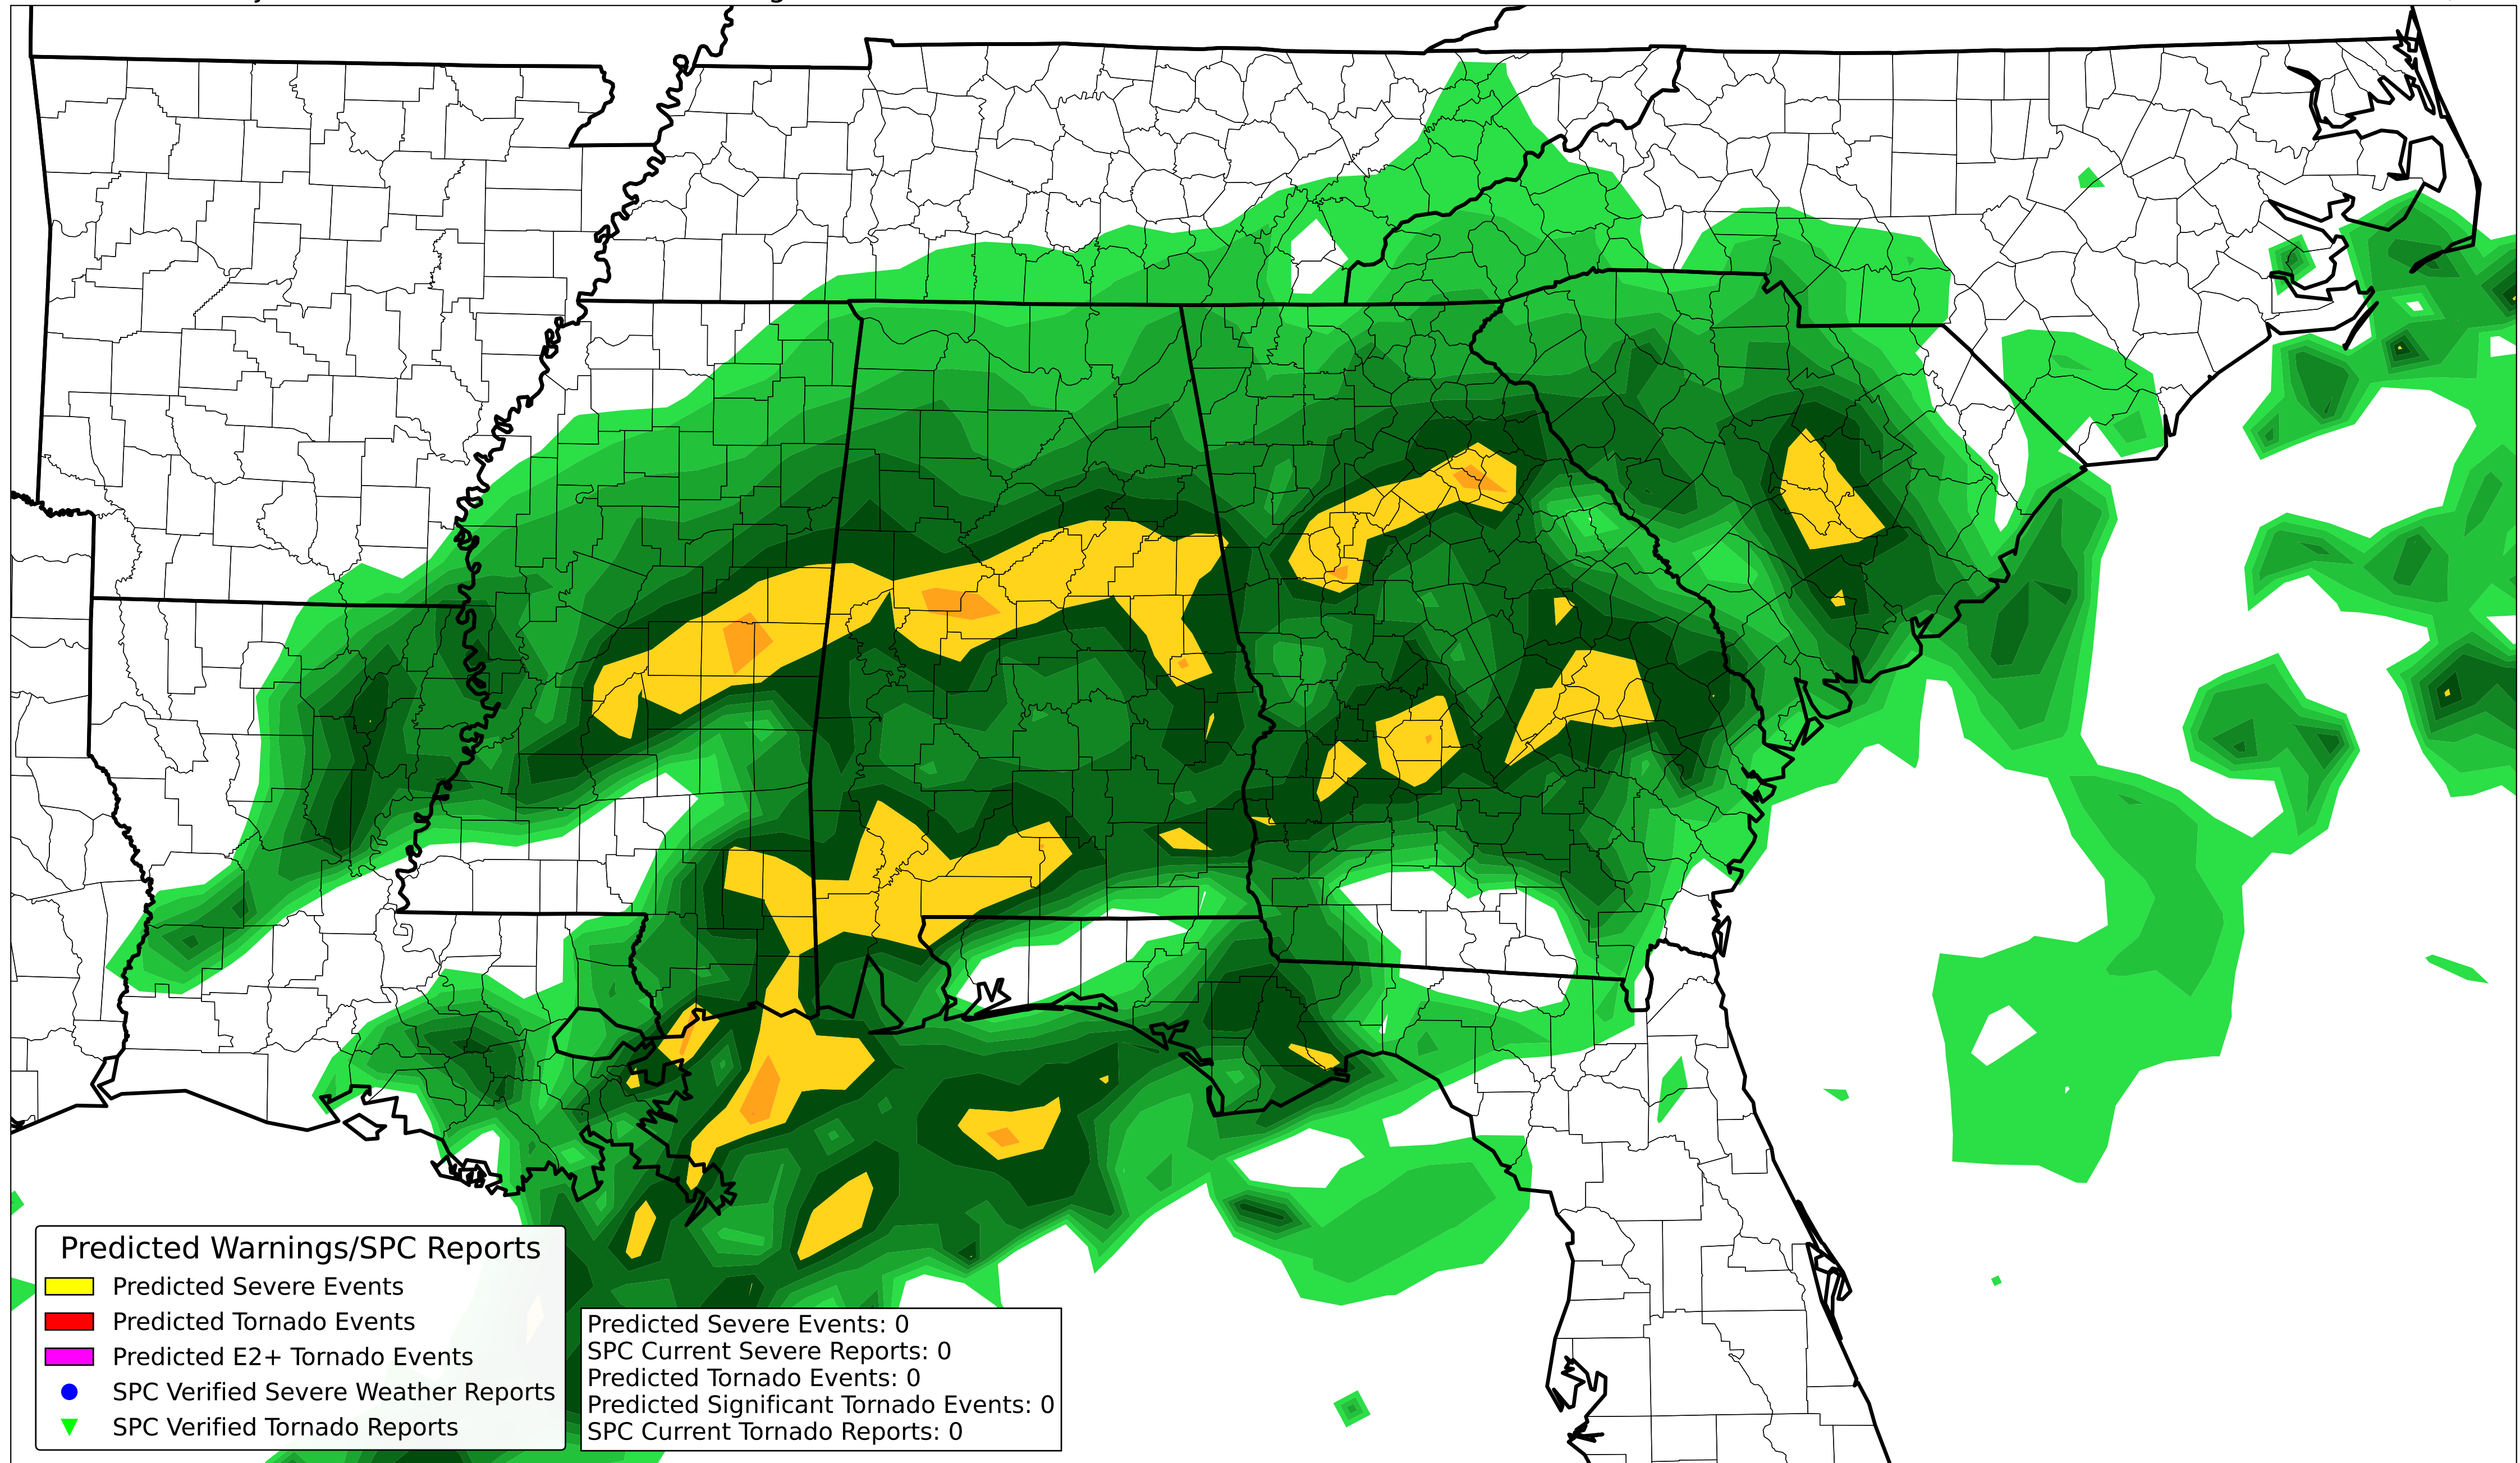 Predicted Warnings/SPC Reports
Predicted Severe Events
Predicted Tornado Events
Predicted E2+ Tornado Events
SPC Verified Severe Weather Reports
SPC Verified Tornado Reports
Predicted Severe Events: 0
SPC Current Severe Reports: 0
Predicted Tornado Events: 0
Predicted Significant Tornado Events: 0
SPC Current Tornado Reports: 0